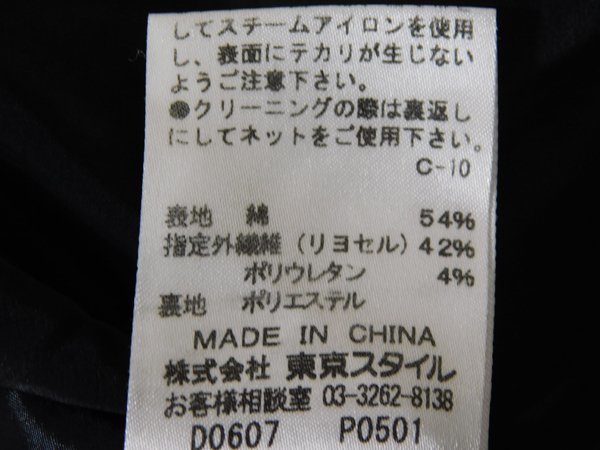 してスチームアイロンを使用
し、表面にテカリが生じない
ようご注意下さい。
●クリーニングの際は裏返し
にしてネットをご使用下さい。
C-10
表地 綿 54%
指定外繊維(リヨセル)42%
ポリウレタン 4%
裏地 ポリエステル
MADE IN CHINA
株式会社 東京スタイル
お客様相談室 03-3262-8138
D0607 P0501